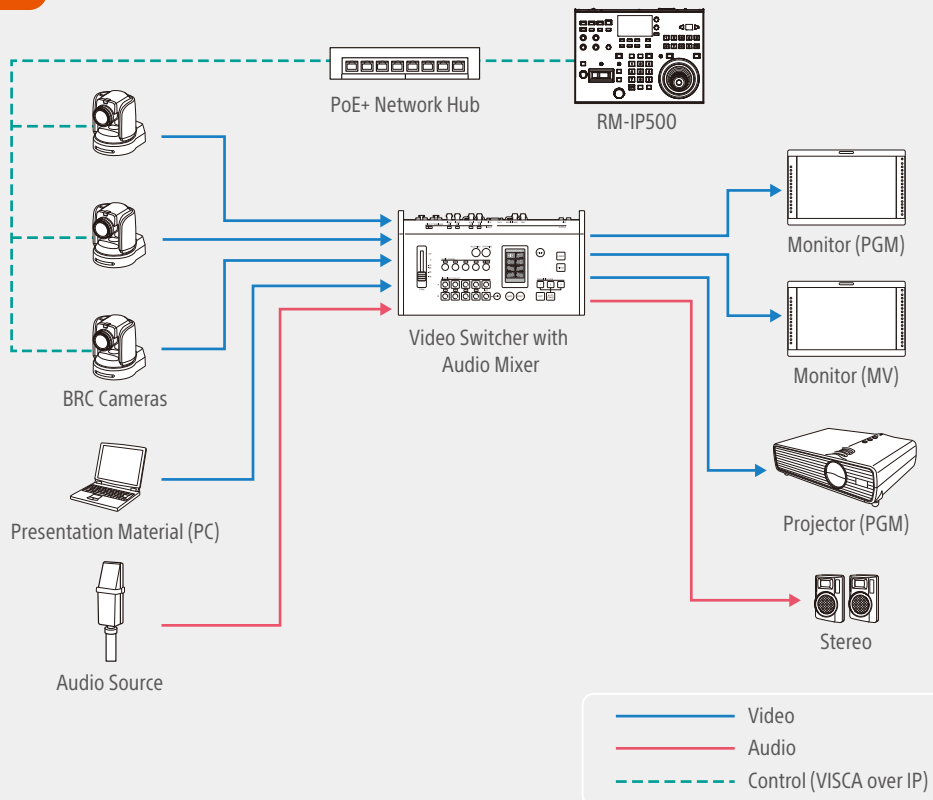 PoE+ Network Hub
RM-IP500
BRC Cameras
Presentation Material (PC)
Audio Source
Video Switcher with
Audio Mixer
Monitor (PGM)
Monitor (MV)
Projector (PGM)
Stereo
Video
Audio
Control (VISCA over IP)